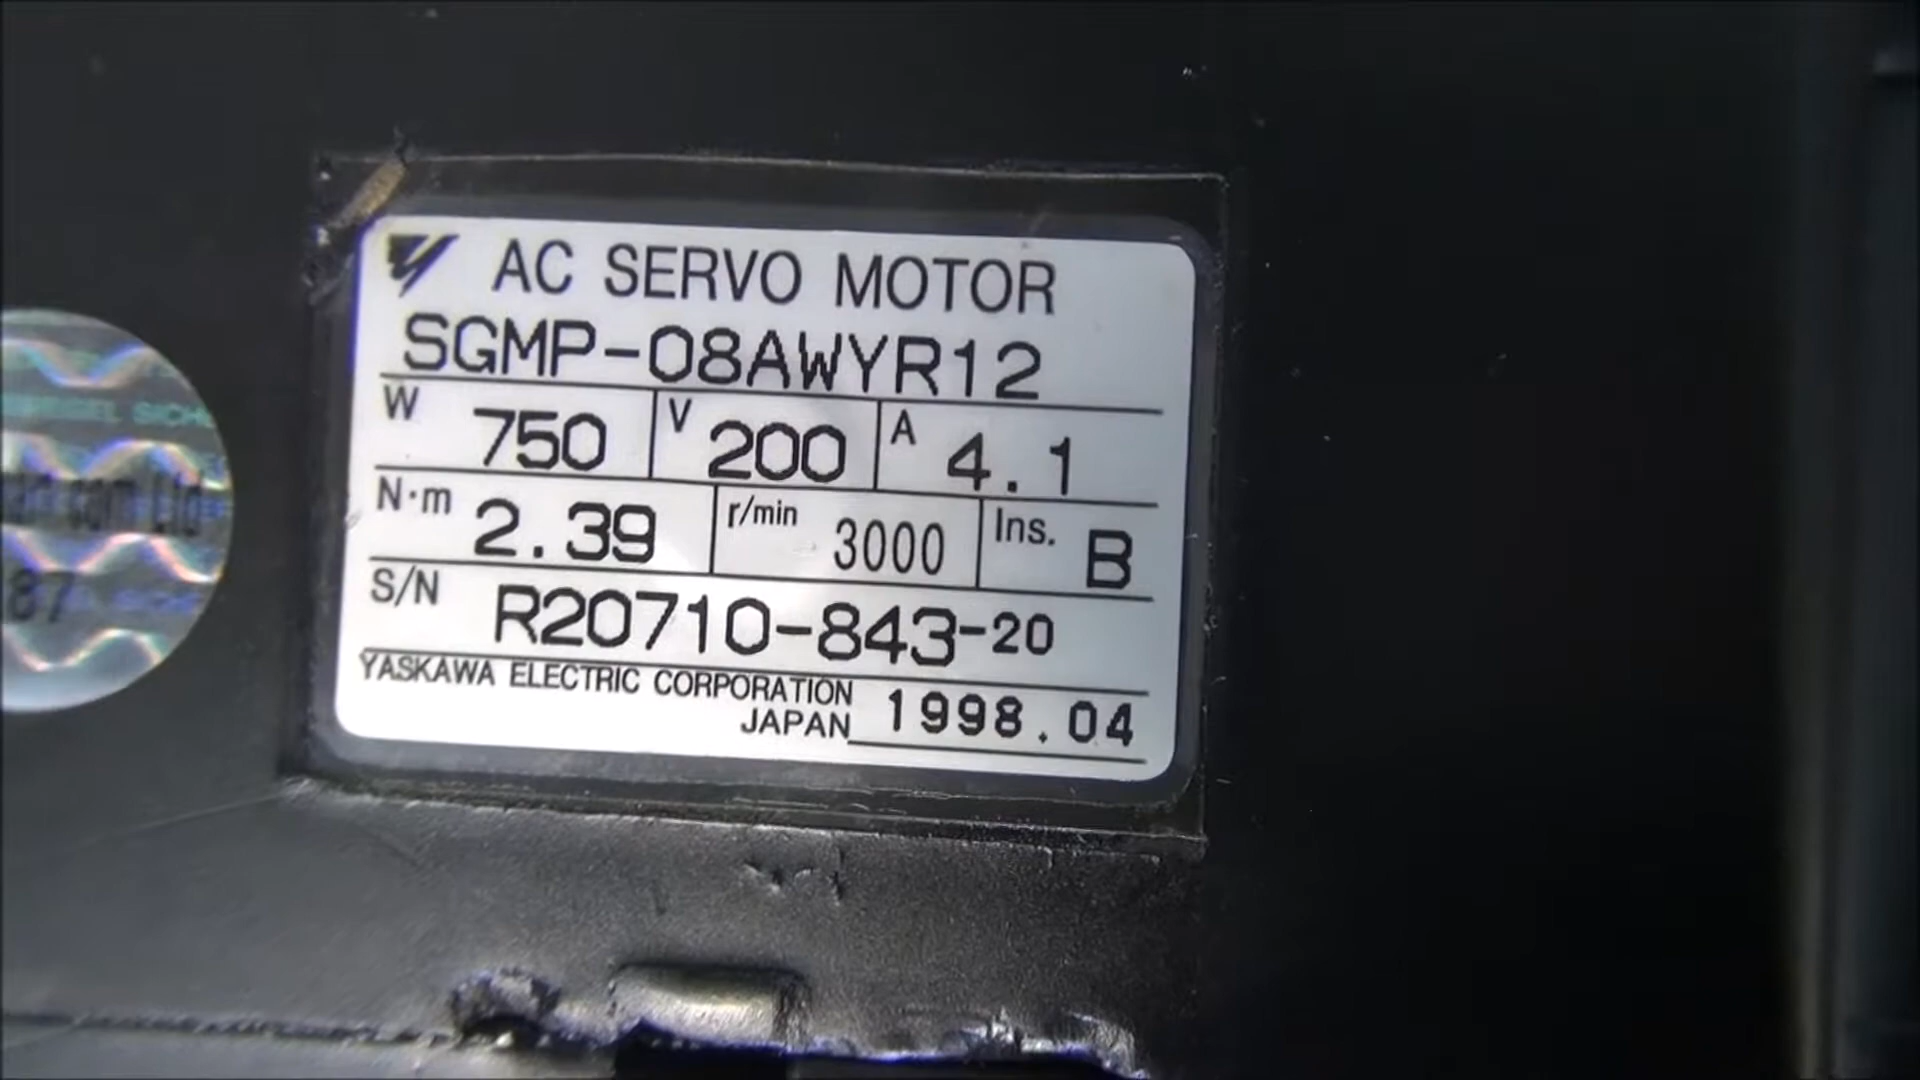 AC SERVO MOTOR
SGMP-08AWYR12
W 750 V 200 A 4.1
N·m 2.39 r/min 3000 Ins. B
S/N R20710-843-20
YASKAWA ELECTRIC CORPORATION
JAPAN 1998.04
87